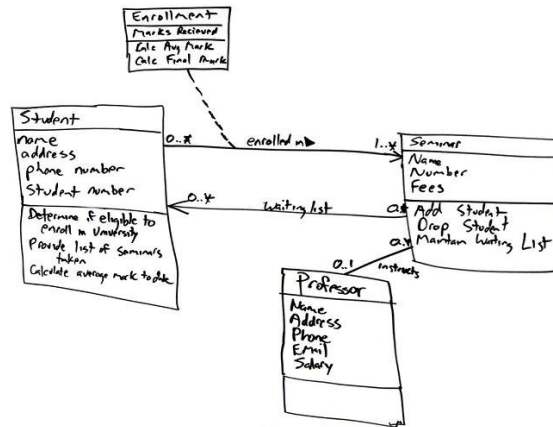 Enrollment
Marks Recieved
Calc Avg Mark
Calc Final Mark
Student
name
address
phone number
Student number
Determine if eligible to
enroll in University
Provide list of Seminars
taken
Calculate average mark to date
0..*
enrolled in
1..*
0..*
Waiting list
Seminar
Name
Number
Fees
Add Student
Drop Student
Maintain Waiting List
0..1
instructs
Professor
Name
Address
Phone
Email
Salary